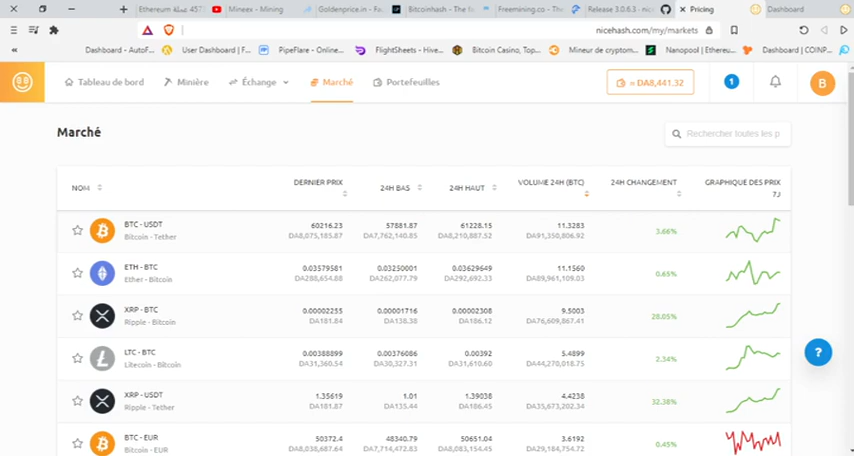 Bitcoin Ether 457
Mineex - Mining
Goldenprice.in - Fa
Bitcoinhash - The f
Freemining.co - The
Release 3.0.6.3 · nic
Pricing
Dashboard
nicehash.com/my/markets
Dashboard - AutoF...
User Dashboard | F...
PipeFlare - Online...
FlightSheets - Hive...
Bitcoin Casino, Top...
Mineur de cryptom...
Nanopool | Ethereu...
Dashboard | COINP...
Tableau de bord
Minière
Échange
Marché
Portefeuilles
≈ DA8,441.32
1
B
Marché
Rechercher toutes les p
NOM
DERNIER PRIX
24H BAS
24H HAUT
VOLUME 24H (BTC)
24H CHANGEMENT
GRAPHIQUE DES PRIX
7J
BTC - USDT
60216.23
57881.87
61228.15
11.3283
3.66%
Bitcoin - Tether
DA8,075,185.87
DA7,762,140.85
DA8,210,887.52
DA91,350,806.92
ETH - BTC
0.03579581
0.03250001
0.03629649
11.1560
0.65%
Ether - Bitcoin
DA288,654.88
DA262,077.79
DA292,692.33
DA89,961,109.03
XRP - BTC
0.00002255
0.00001716
0.00002308
9.5003
28.05%
Ripple - Bitcoin
DA181.84
DA138.38
DA186.12
DA76,609,867.41
LTC - BTC
0.00388899
0.00376086
0.00392
5.4899
2.34%
Litecoin - Bitcoin
DA31,360.54
DA30,327.31
DA31,610.60
DA44,270,018.75
XRP - USDT
1.35619
1.01
1.39038
4.4238
32.38%
Ripple - Tether
DA181.87
DA135.44
DA186.45
DA35,673,202.34
BTC - EUR
50372.4
48340.79
50651.04
3.6192
0.45%
Bitcoin - EUR
DA8,038,687.64
DA7,714,472.83
DA8,083,154.45
DA29,184,754.72
?